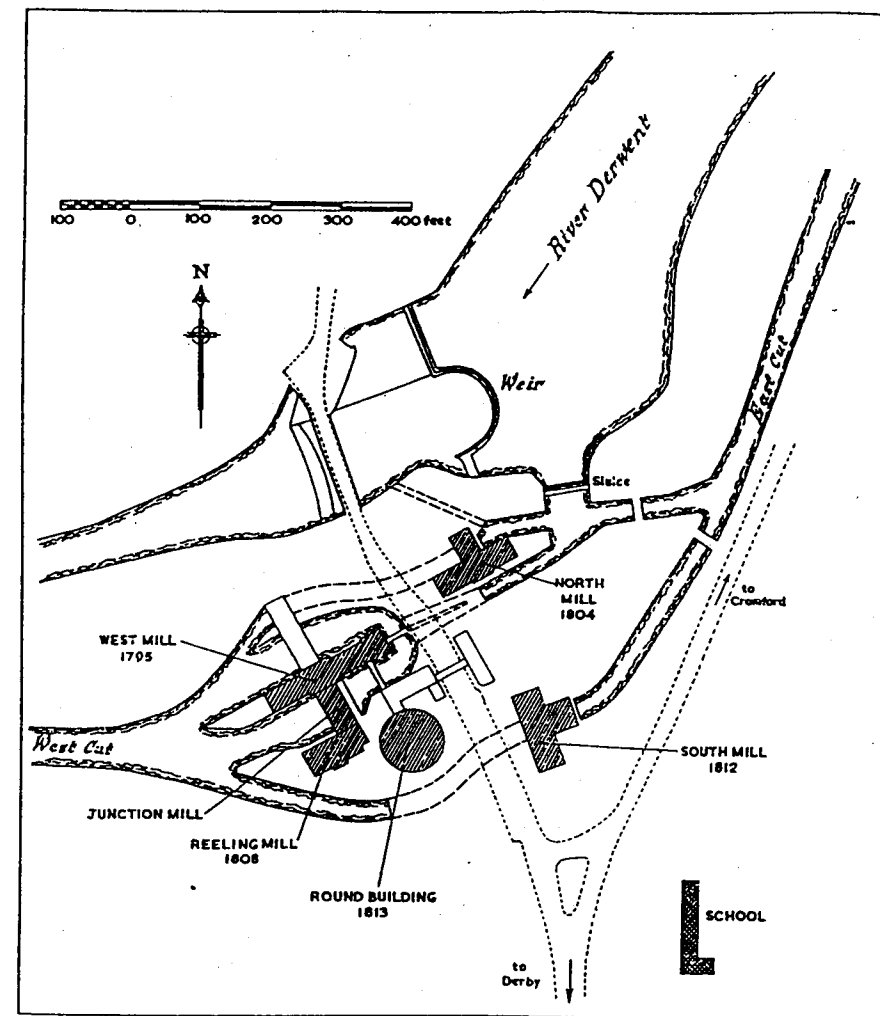 River Derwent
100 0 100 200 300 400 feet
N
Weir
East Cut
Sluice
NORTH
MILL
1804
to
Cromford
WEST MILL
1795
West Cut
SOUTH MILL
1812
JUNCTION MILL
REELING MILL
1808
ROUND BUILDING
1813
SCHOOL
to
Derby